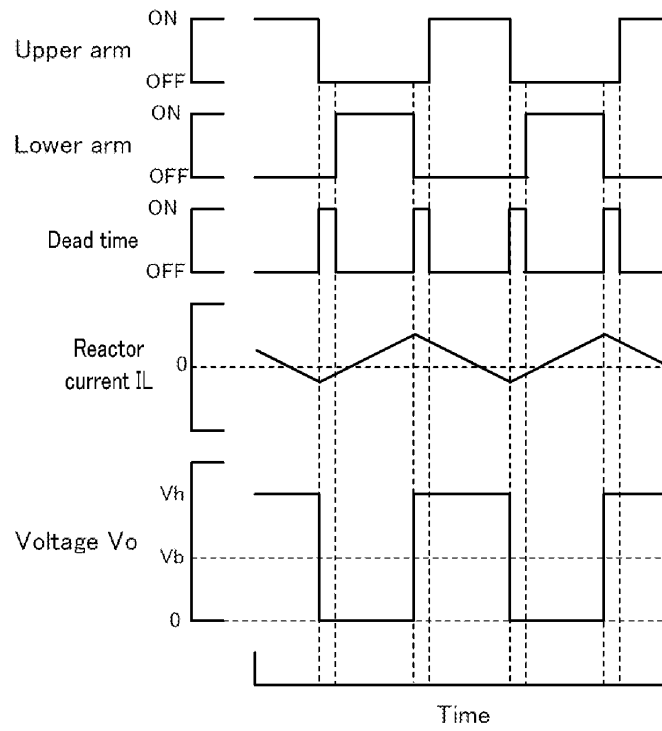 ON
Upper arm
OFF
ON
Lower arm
OFF
ON
Dead time
OFF
Reactor
current IL
0
Vh
Voltage Vo
Vb
0
Time